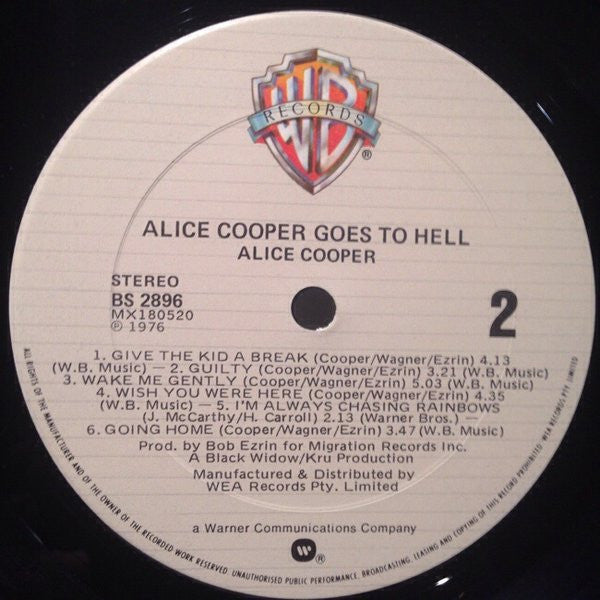 WB
RECORDS
®
ALICE COOPER GOES TO HELL
ALICE COOPER
STEREO
BS 2896
MX180520
℗ 1976
2
1. GIVE THE KID A BREAK (Cooper/Wagner/Ezrin) 4.13
(W.B. Music) — 2. GUILTY (Cooper/Wagner/Ezrin) 3.21 (W.B. Music)
3. WAKE ME GENTLY (Cooper/Wagner/Ezrin) 5.03 (W.B. Music)
4. WISH YOU WERE HERE (Cooper/Wagner/Ezrin) 4.35
(W.B. Music) — 5. I'M ALWAYS CHASING RAINBOWS
(J. McCarthy/H. Carroll) 2.13 (Warner Bros.) —
6. GOING HOME (Cooper/Wagner/Ezrin) 3.47 (W.B. Music)
Prod. by Bob Ezrin for Migration Records Inc.
A Black Widow/Kru Production
Manufactured & Distributed by
WEA Records Pty. Limited
a Warner Communications Company
®
ALL RIGHTS OF THE MANUFACTURER AND OF THE OWNER OF THE RECORDED WORK RESERVED. UNAUTHORISED PUBLIC PERFORMANCE, BROADCASTING, LEASING AND COPYING OF THIS RECORD PROHIBITED. WEA RECORDS PTY. LIMITED